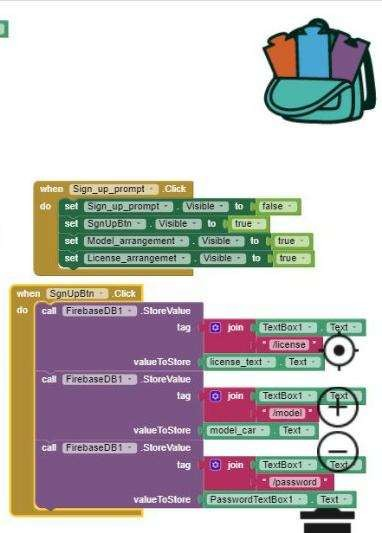 when Sign_up_prompt .Click
do set Sign_up_prompt . Visible to false
set SgnUpBtn . Visible to true
set Model_arrangement . Visible to true
set License_arrangemet . Visible to true
when SgnUpBtn .Click
do call FirebaseDB1 .StoreValue
tag join TextBox1 . Text
" /license "
valueToStore license_text . Text
call FirebaseDB1 .StoreValue
tag join TextBox1 . Text
" /model "
valueToStore model_car . Text
call FirebaseDB1 .StoreValue
tag join TextBox1 . Text
" /password "
valueToStore PasswordTextBox1 . Text